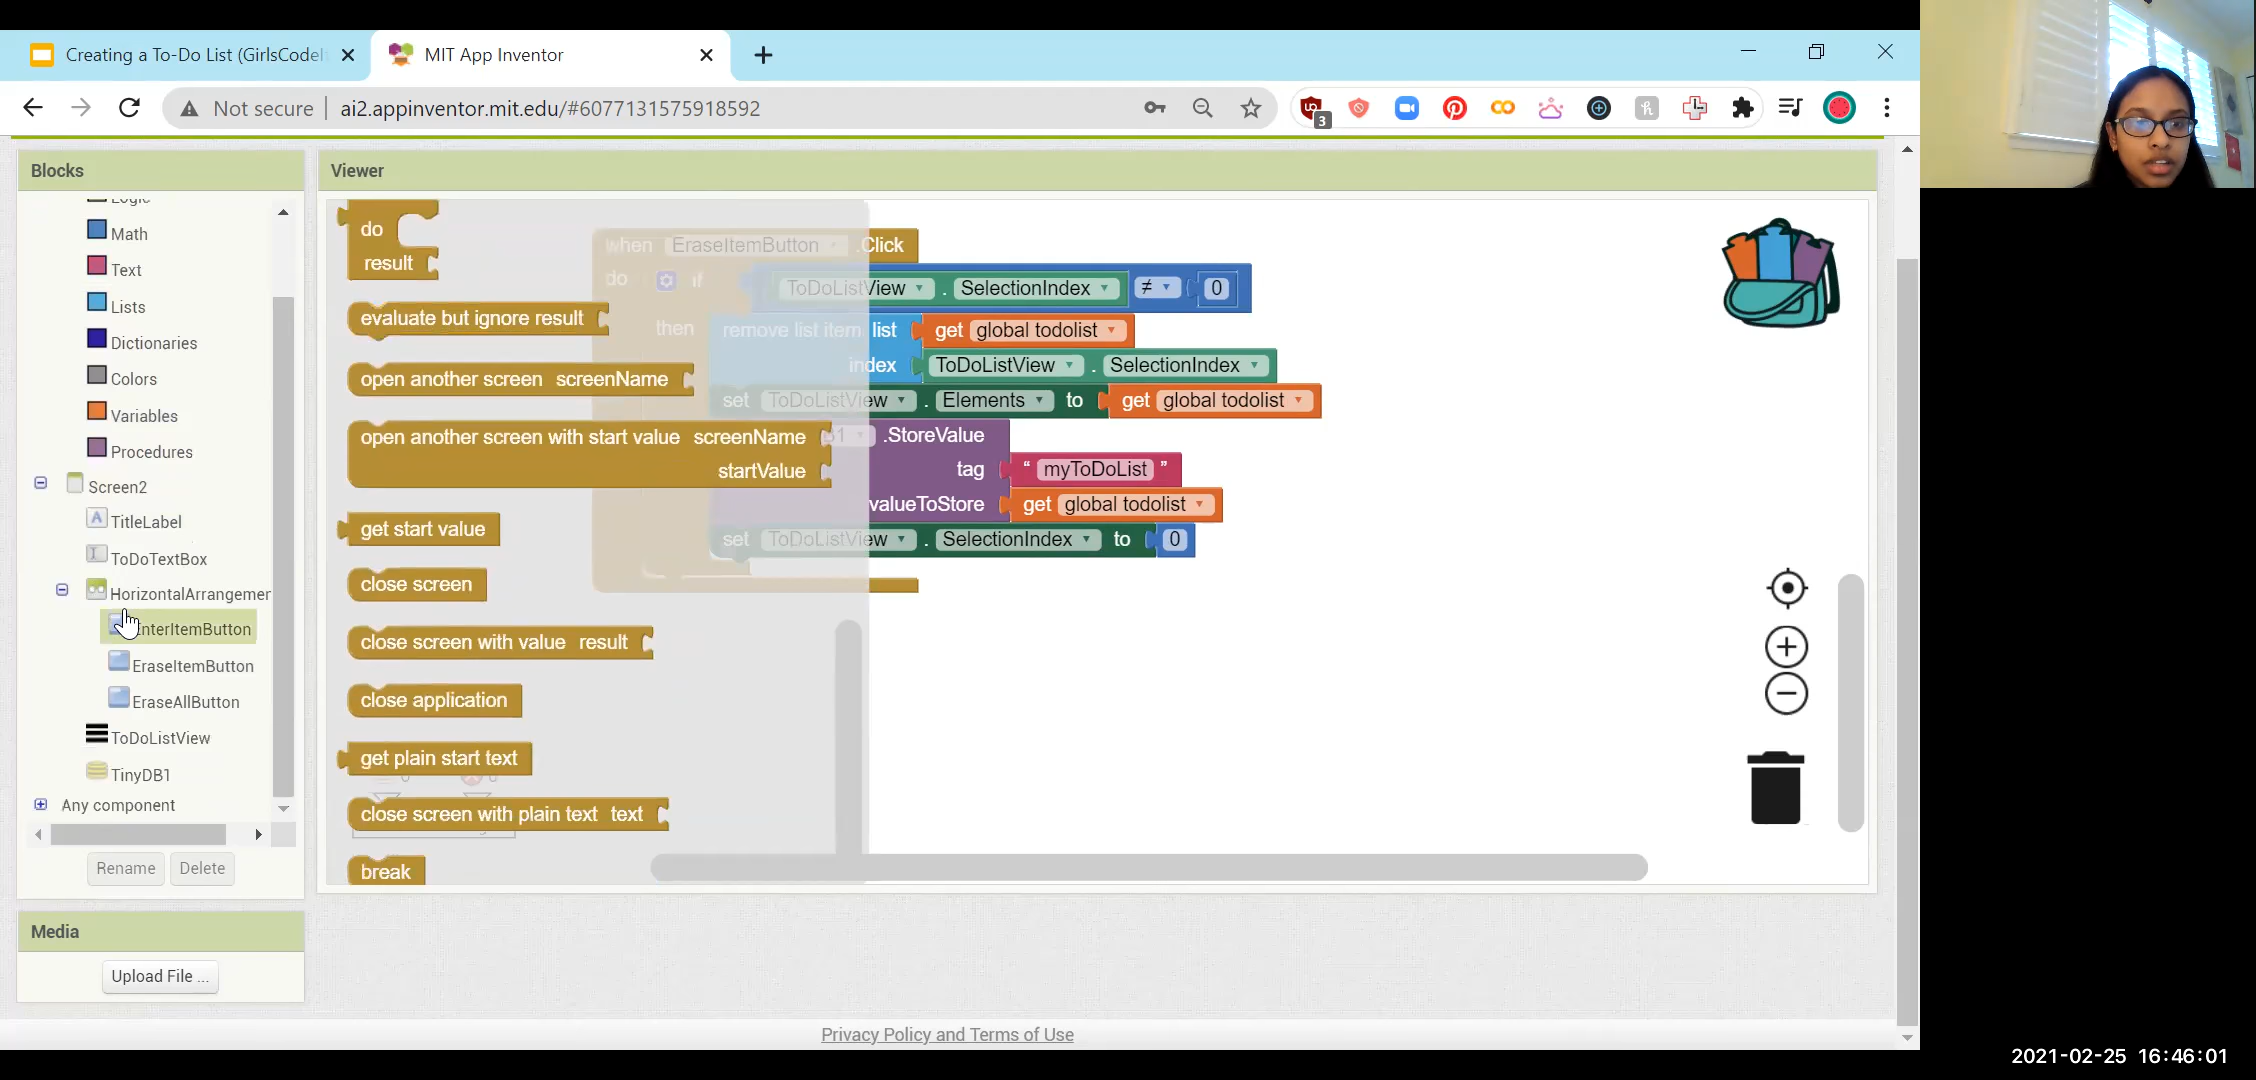 Creating a To-Do List (GirlsCodeI
MIT App Inventor
Not secure
ai2.appinventor.mit.edu/#6077131575918592
3
Blocks
Viewer
Logic
Math
Text
Lists
Dictionaries
Colors
Variables
Procedures
Screen2
TitleLabel
ToDoTextBox
HorizontalArrangemer
EnterItemButton
EraseItemButton
EraseAllButton
ToDoListView
TinyDB1
Any component
Rename Delete
Media
Upload File ...
do
result
evaluate but ignore result
open another screen screenName
open another screen with start value screenName
startValue
get start value
close screen
close screen with value result
close application
get plain start text
close screen with plain text text
break
when EraseItemButton .Click
do if ToDoListView . SelectionIndex ≠ 0
then remove list item list get global todolist
index ToDoListView . SelectionIndex
set ToDoListView . Elements to get global todolist
.StoreValue
tag “ myToDoList ”
valueToStore get global todolist
set ToDoListView . SelectionIndex to 0
Privacy Policy and Terms of Use
2021-02-25 16:46:01